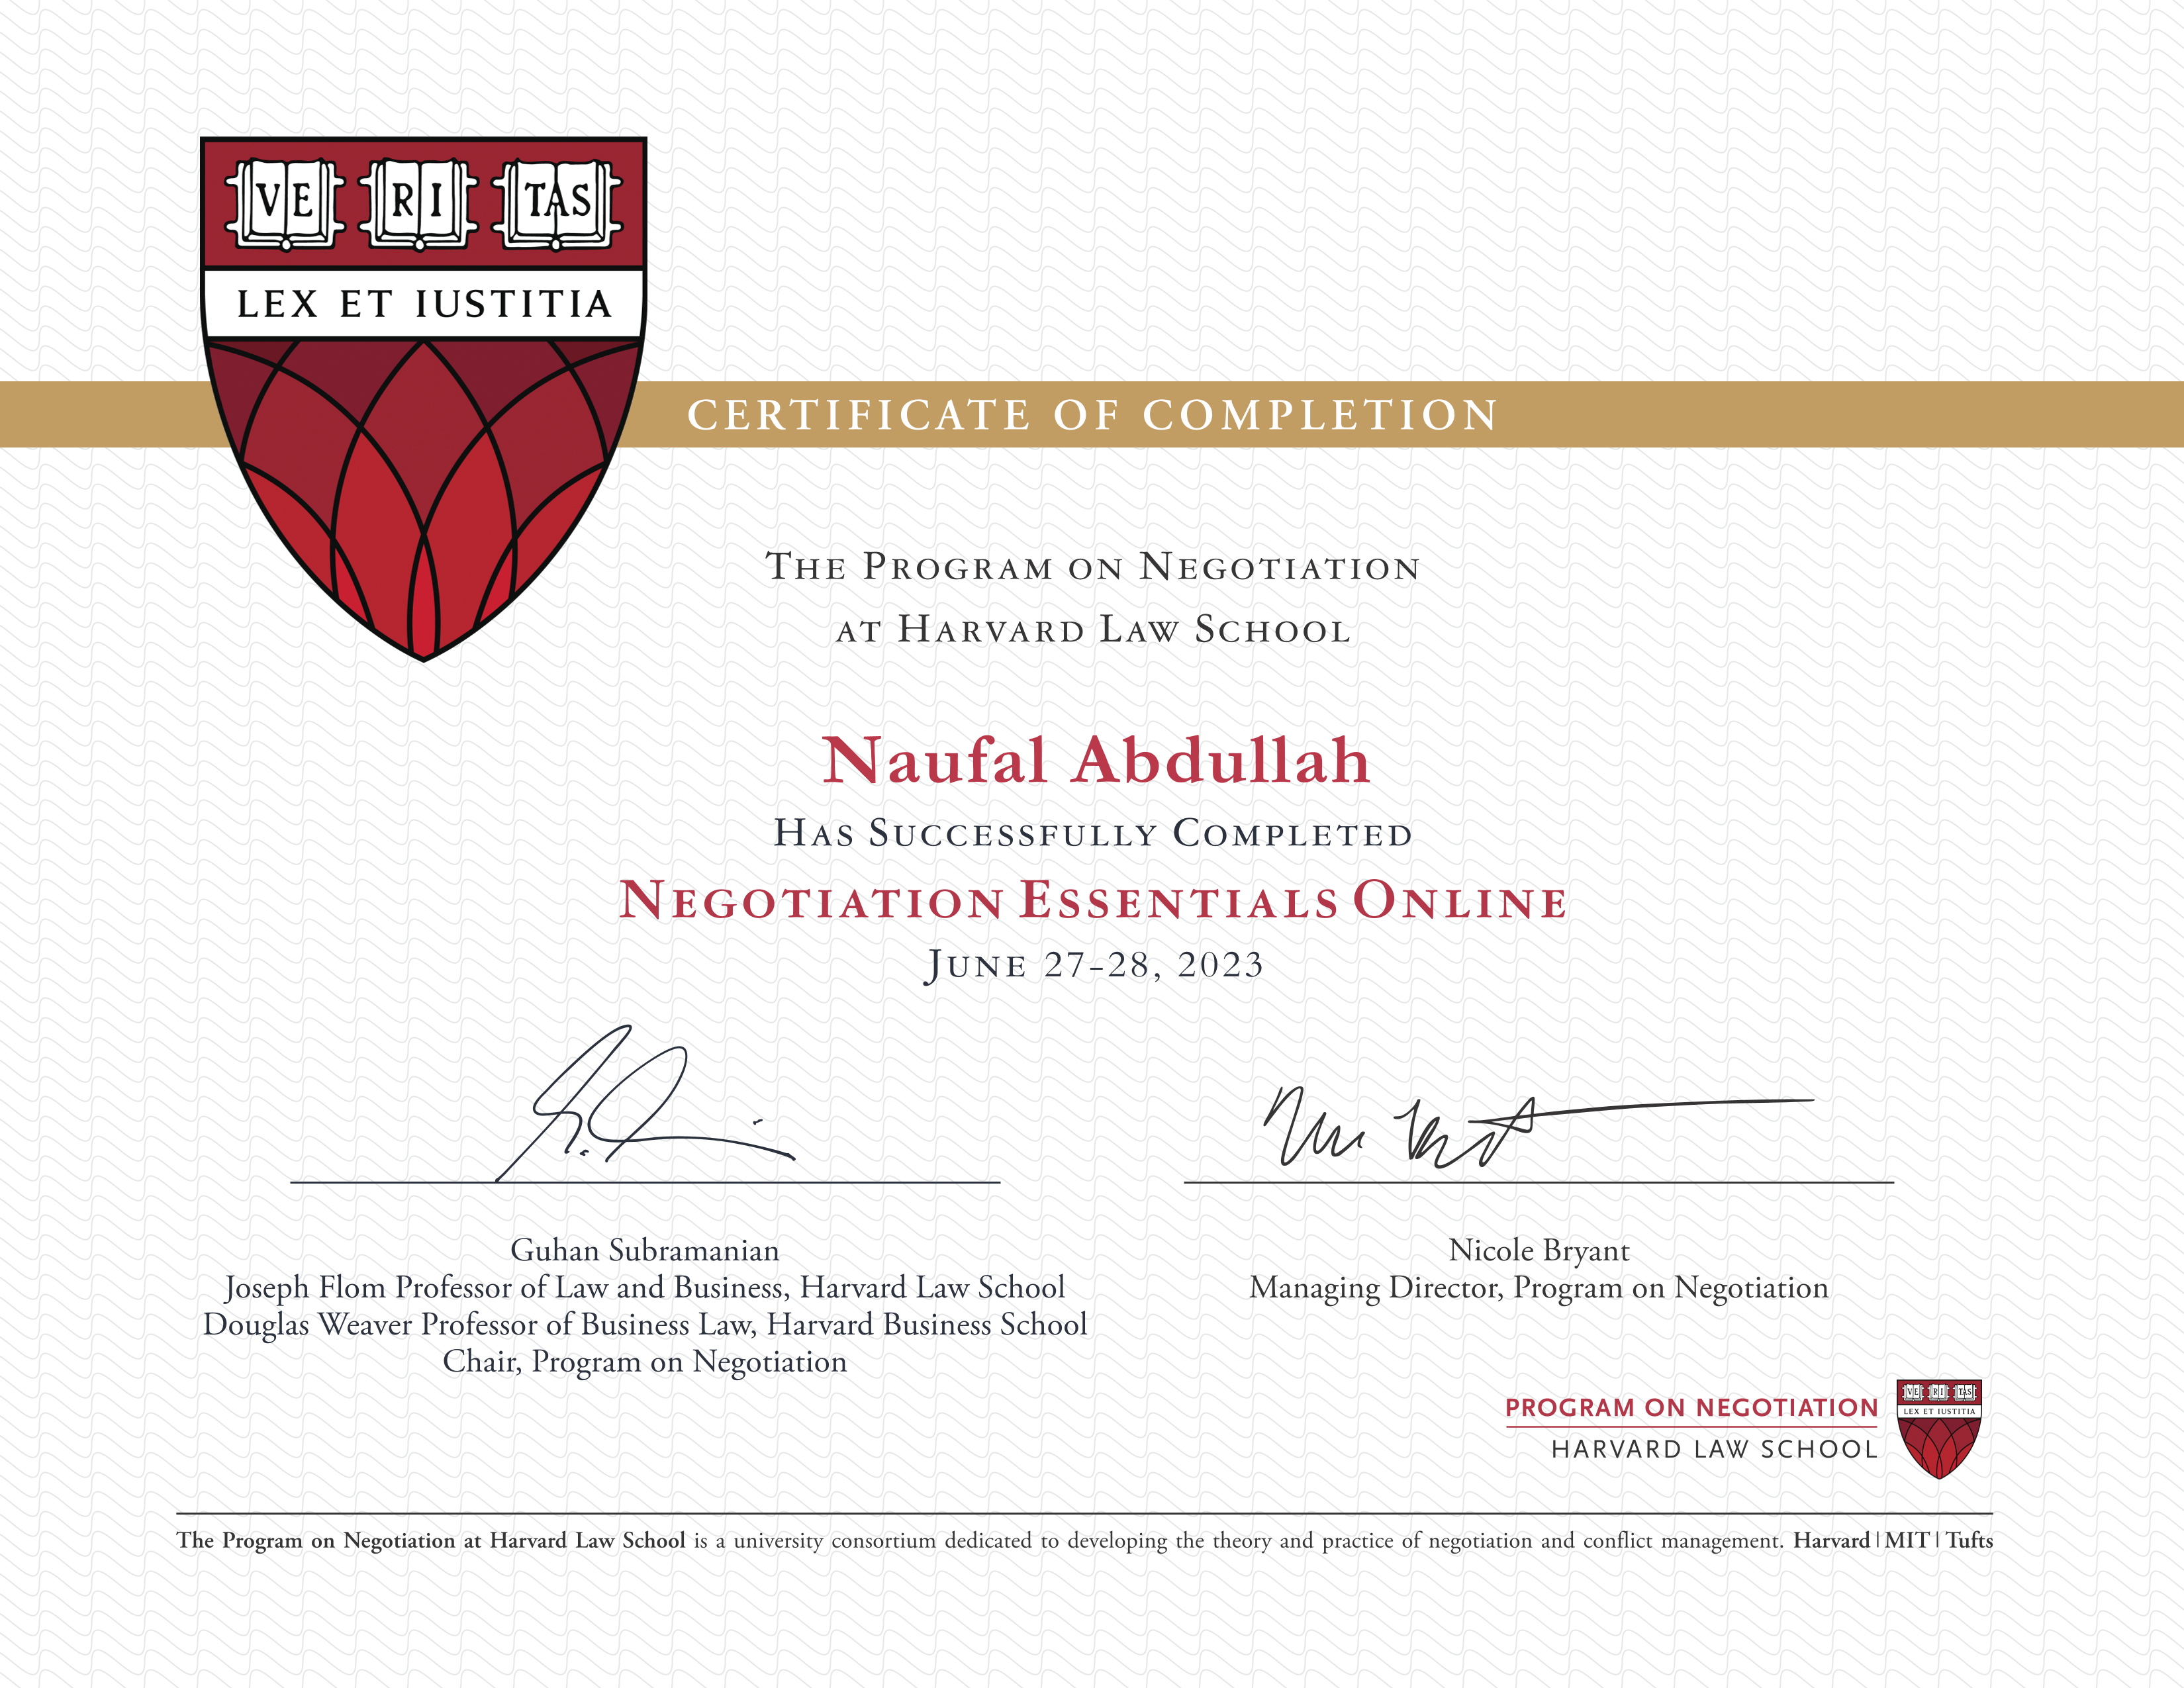 VE RI TAS
LEX ET IUSTITIA
CERTIFICATE OF COMPLETION
The Program on Negotiation
at Harvard Law School
Naufal Abdullah
Has Successfully Completed
Negotiation Essentials Online
June 27-28, 2023
Guhan Subramanian
Joseph Flom Professor of Law and Business, Harvard Law School
Douglas Weaver Professor of Business Law, Harvard Business School
Chair, Program on Negotiation
Nicole Bryant
Managing Director, Program on Negotiation
PROGRAM ON NEGOTIATION
HARVARD LAW SCHOOL
VE RI TAS
LEX ET IUSTITIA
The Program on Negotiation at Harvard Law School is a university consortium dedicated to developing the theory and practice of negotiation and conflict management. Harvard | MIT | Tufts